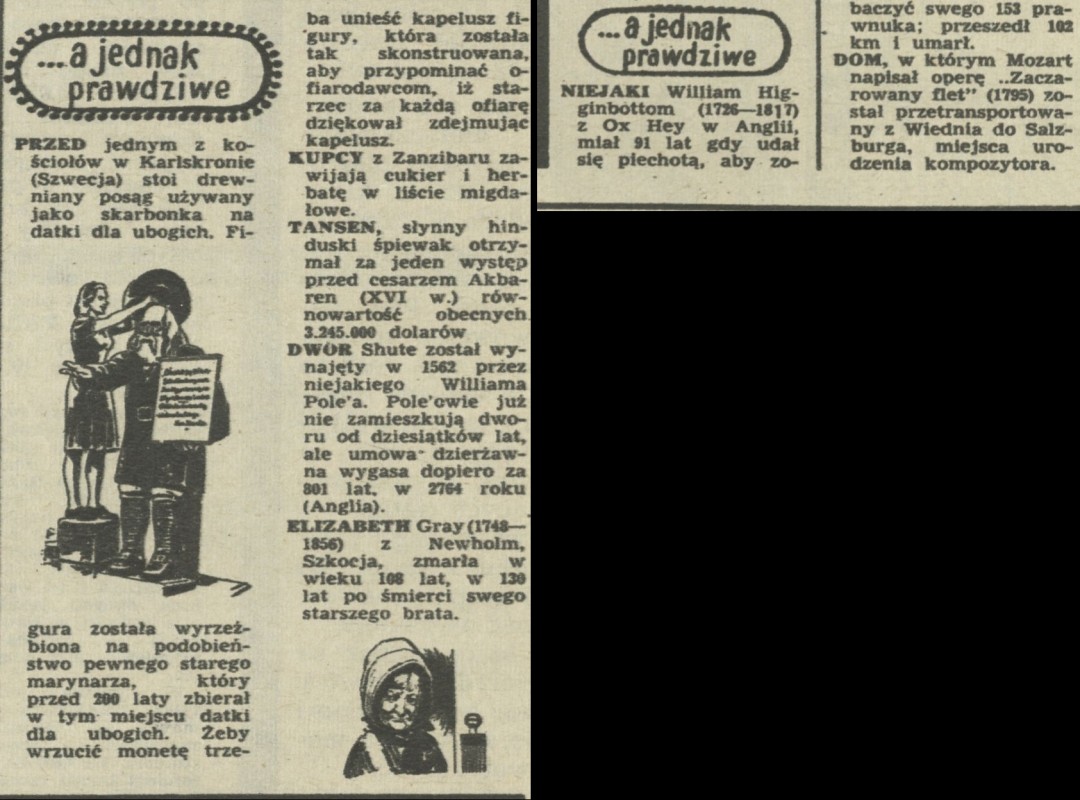 ...a jednak
prawdziwe
PRZED jednym z ko-
ściołów w Karlskronie
(Szwecja) stoi drew-
niany posąg używany
jako skarbonka na
datki dla ubogich. Fi-
gura została wyrzeź-
biona na podobień-
stwo pewnego starego
marynarza, który
przed 200 laty zbierał
w tym miejscu datki
dla ubogich. Żeby
wrzucić monetę trze-
ba unieść kapelusz fi-
gury, która została
tak skonstruowana,
aby przypominać o-
fiarodawcom, iż sta-
rzec za każdą ofiarę
dziękował zdejmując
kapelusz.
KUPCY z Zanzibaru za-
wijają cukier i her-
batę w liście migda-
łowe.
TANSEN, słynny hin-
duski śpiewak otrzy-
mał za jeden występ
przed cesarzem Akba-
ren (XVI w.) rów-
nowartość obecnych
3.245.000 dolarów
DWÓR Shute został wy-
najęty w 1562 przez
niejakiego Williama
Pole'a. Pole'owie już
nie zamieszkują dwo-
ru od dziesiątków lat,
ale umowa dzierżaw-
na wygasa dopiero za
801 lat, w 2764 roku
(Anglia).
ELIZABETH Gray (1748—
1856) z Newholm,
Szkocja, zmarła w
wieku 108 lat, w 130
lat po śmierci swego
starszego brata.
...a jednak
prawdziwe
NIEJAKI William Hig-
ginbottom (1726—1817)
z Ox Hey w Anglii,
miał 91 lat gdy udał
się piechotą, aby zo-
baczyć swego 153 pra-
wnuka; przeszedł 102
km i umarł.
DOM, w którym Mozart
napisał operę „Zacza-
rowany flet" (1795) zo-
stał przetransportowa-
ny z Wiednia do Salz-
burga, miejsca uro-
dzenia kompozytora.